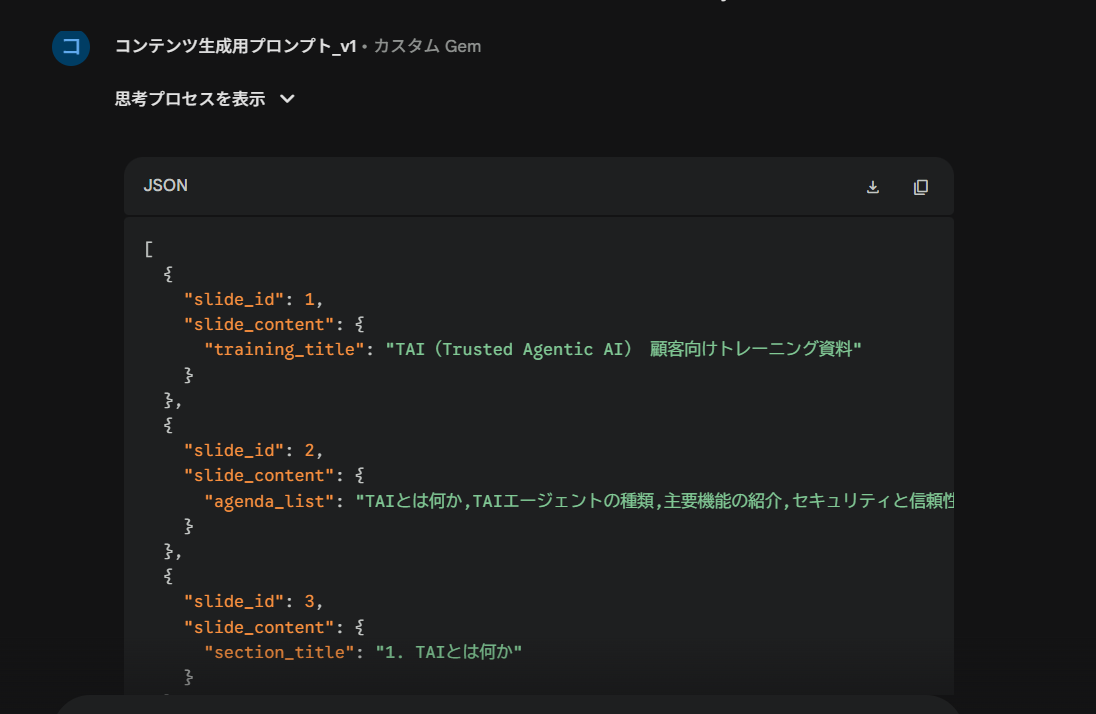 コンテンツ生成用プロンプト_v1 • カスタム Gem
思考プロセスを表示
JSON
[
{
"slide_id": 1,
"slide_content": {
"training_title": "TAI（Trusted Agentic AI） 顧客向けトレーニング資料"
}
},
{
"slide_id": 2,
"slide_content": {
"agenda_list": "TAIとは何か,TAIエージェントの種類,主要機能の紹介,セキュリティと信頼性
}
},
{
"slide_id": 3,
"slide_content": {
"section_title": "1. TAIとは何か"
}